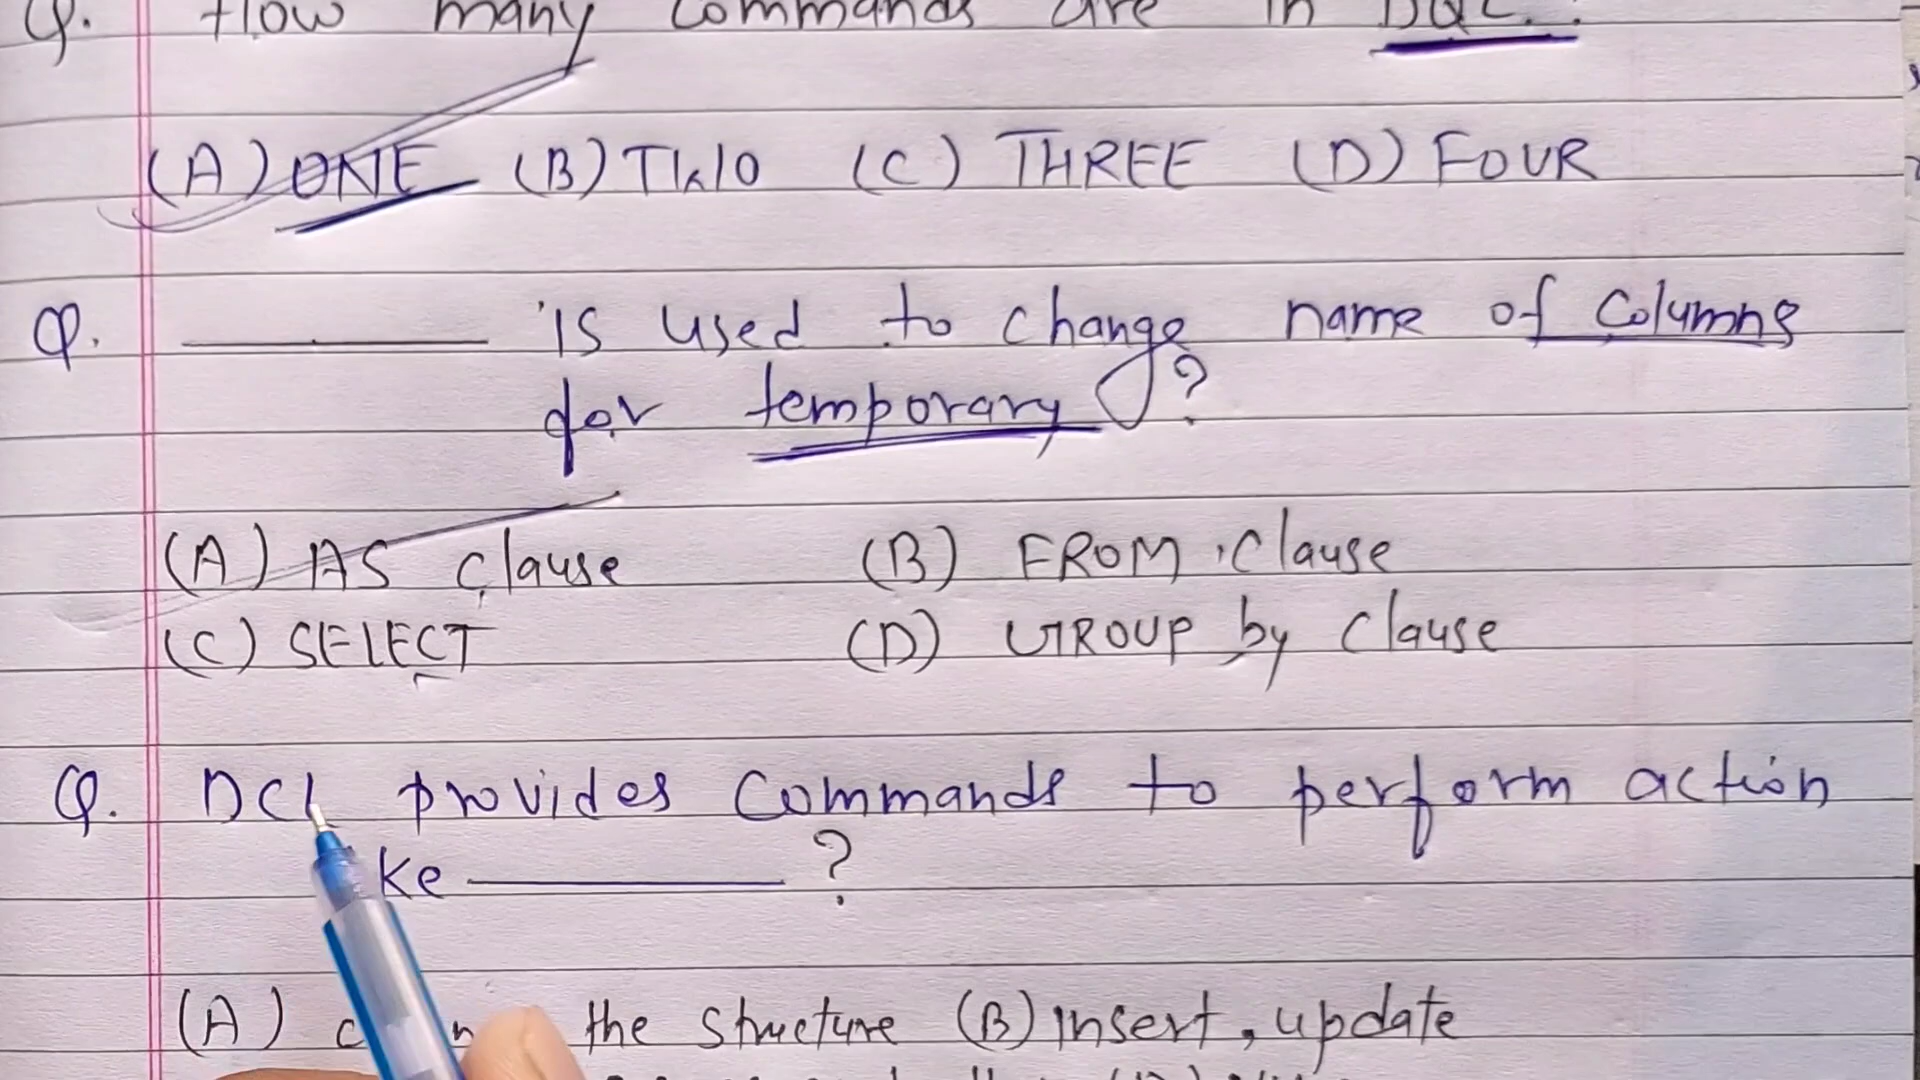 Q. How many commands are in DQL ?
(A) ONE (B) TWO (C) THREE (D) FOUR
Q. ________ is used to change name of Columns
for temporary ?
(A) AS clause (B) FROM Clause
(C) SELECT (D) GROUP by Clause
Q. DCL provides Commands to perform action
ke ________ ?
(A) the structure (B) insert, update